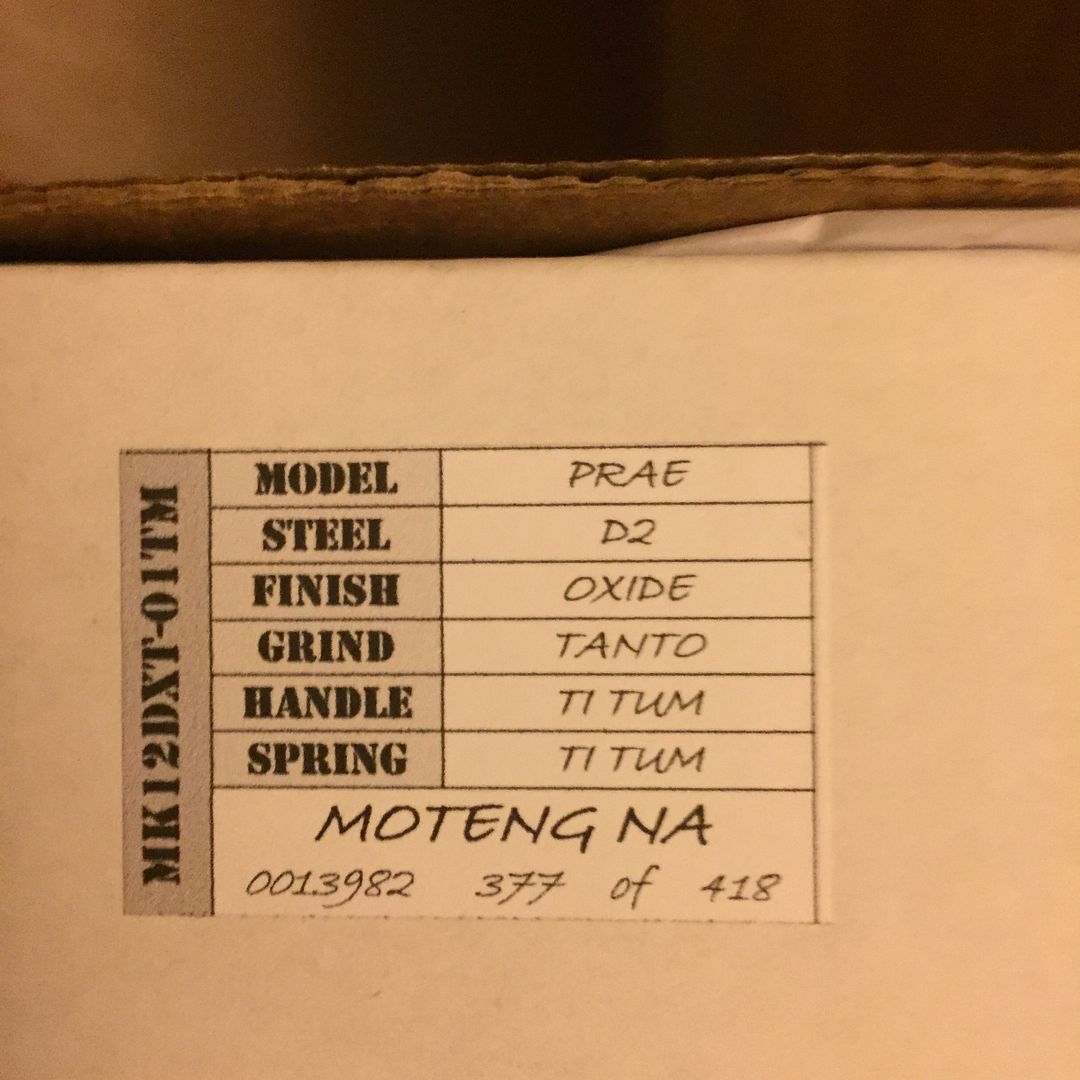 MK12DXT-01TM
MODEL PRAE
STEEL D2
FINISH OXIDE
GRIND TANTO
HANDLE TI TUM
SPRING TI TUM
MOTENG NA
0013982 377 of 418